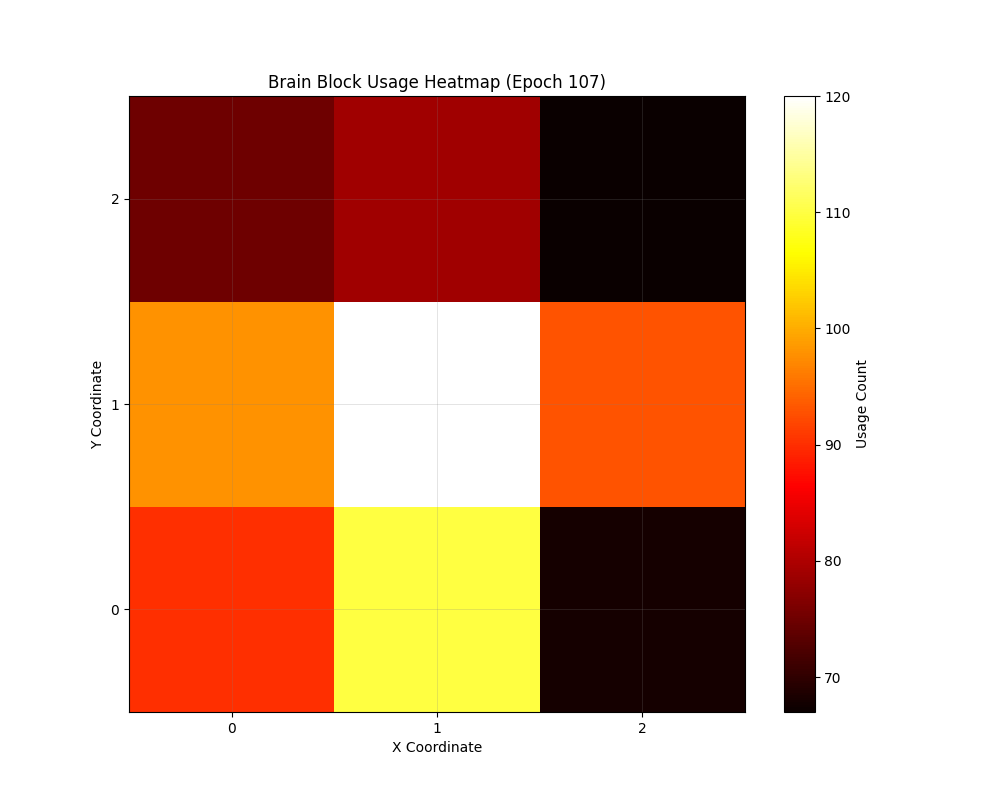 Brain Block Usage Heatmap (Epoch 107)
120
110
100
90
80
70
Usage Count
2
1
0
Y Coordinate
0 1 2
X Coordinate